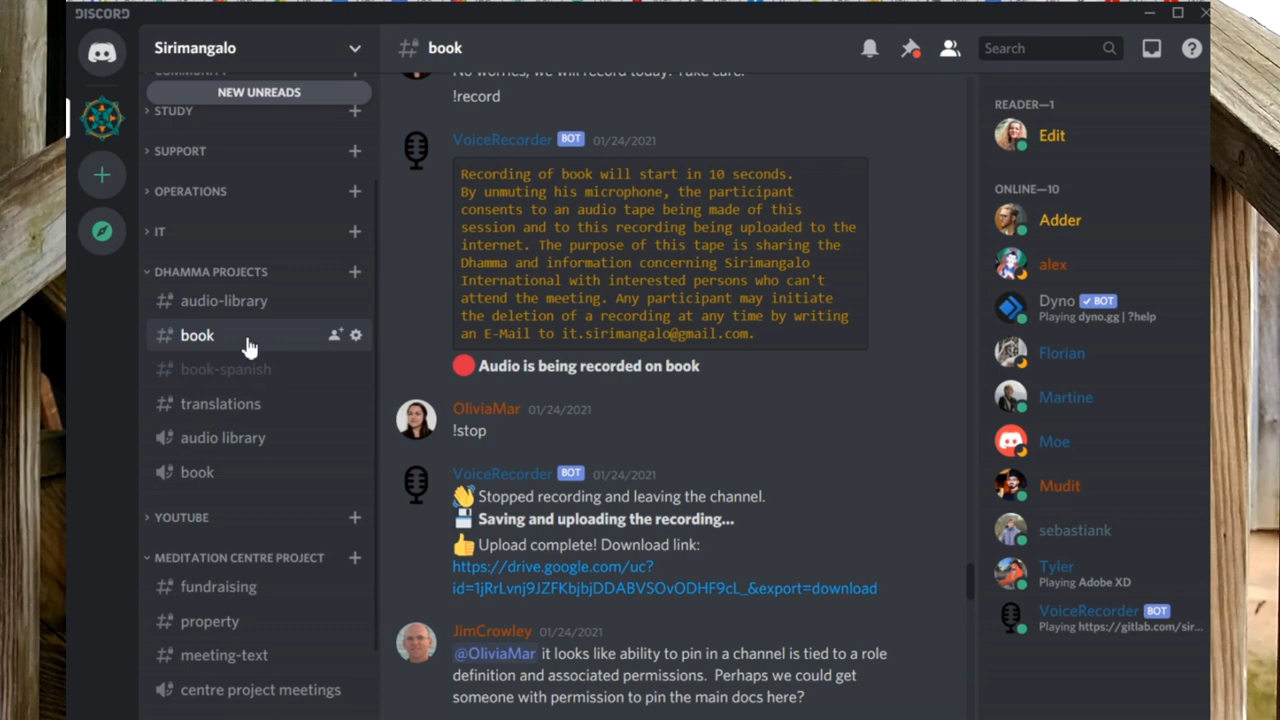 DISCORD
Sirimangalo
COMMUNITY
NEW UNREADS
STUDY
SUPPORT
OPERATIONS
IT
DHAMMA PROJECTS
audio-library
book
book-spanish
translations
audio library
book
YOUTUBE
MEDITATION CENTRE PROJECT
fundraising
property
meeting-text
centre project meetings
book
Search
No worries, we will record today! Take care.
!record
VoiceRecorder BOT 01/24/2021
Recording of book will start in 10 seconds.
By unmuting his microphone, the participant
consents to an audio tape being made of this
session and to this recording being uploaded to the
internet. The purpose of this tape is sharing the
Dhamma and information concerning Sirimangalo
International with interested persons who can't
attend the meeting. Any participant may initiate
the deletion of a recording at any time by writing
an E-Mail to it.sirimangalo@gmail.com.
Audio is being recorded on book
OliviaMar 01/24/2021
!stop
VoiceRecorder BOT 01/24/2021
Stopped recording and leaving the channel.
Saving and uploading the recording...
Upload complete! Download link:
https://drive.google.com/uc?
id=1jRrLvnj9JZFKbjbjDDABVSOvODHF9cL_&export=download
JimCrowley 01/24/2021
@OliviaMar it looks like ability to pin in a channel is tied to a role
definition and associated permissions. Perhaps we could get
someone with permission to pin the main docs here?
READER—1
Edit
ONLINE—10
Adder
alex
Dyno BOT
Playing dyno.gg | ?help
Florian
Martine
Moe
Mudit
sebastiank
Tyler
Playing Adobe XD
VoiceRecorder BOT
Playing https://gitlab.com/sir...